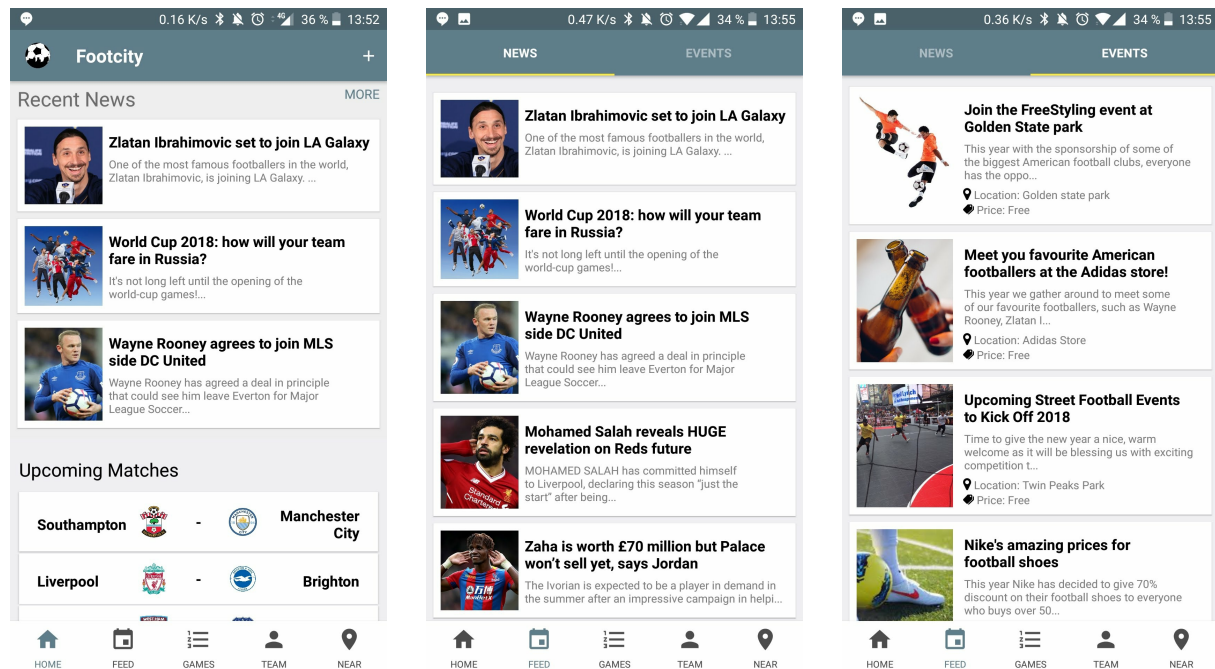 0.16 K/s 4G 36 % 13:52
Footcity +
Recent News MORE
Zlatan Ibrahimovic set to join LA Galaxy
One of the most famous footballers in the world,
Zlatan Ibrahimovic, is joining LA Galaxy. ...
World Cup 2018: how will your team
fare in Russia?
It's not long left until the opening of the
world-cup games!...
Wayne Rooney agrees to join MLS
side DC United
Wayne Rooney has agreed a deal in principle
that could see him leave Everton for Major
League Soccer...
Upcoming Matches
Southampton - Manchester
City
Liverpool - Brighton
HOME FEED GAMES TEAM NEAR
0.47 K/s 34 % 13:55
NEWS EVENTS
Zlatan Ibrahimovic set to join LA Galaxy
One of the most famous footballers in the world,
Zlatan Ibrahimovic, is joining LA Galaxy. ...
World Cup 2018: how will your team
fare in Russia?
It's not long left until the opening of the
world-cup games!...
Wayne Rooney agrees to join MLS
side DC United
Wayne Rooney has agreed a deal in principle
that could see him leave Everton for Major
League Soccer...
Mohamed Salah reveals HUGE
revelation on Reds future
MOHAMED SALAH has committed himself
to Liverpool, declaring this season “just the
start” after being...
Standard
Zaha is worth £70 million but Palace
won’t sell yet, says Jordan
The Ivorian is expected to be a player in demand in
the summer after an impressive campaign in helpi...
HOME FEED GAMES TEAM NEAR
0.36 K/s 34 % 13:55
NEWS EVENTS
Join the FreeStyling event at
Golden State park
This year with the sponsorship of some of
the biggest American football clubs, everyone
has the oppo...
Location: Golden state park
Price: Free
Meet you favourite American
footballers at the Adidas store!
This year we gather around to meet some
of our favourite footballers, such as Wayne
Rooney, Zlatan I...
Location: Adidas Store
Price: Free
Upcoming Street Football Events
to Kick Off 2018
Time to give the new year a nice, warm
welcome as it will be blessing us with exciting
competition t...
Location: Twin Peaks Park
Price: Free
Nike's amazing prices for
football shoes
This year Nike has decided to give 70%
discount on their football shoes to everyone
who buys over 50...
HOME FEED GAMES TEAM NEAR